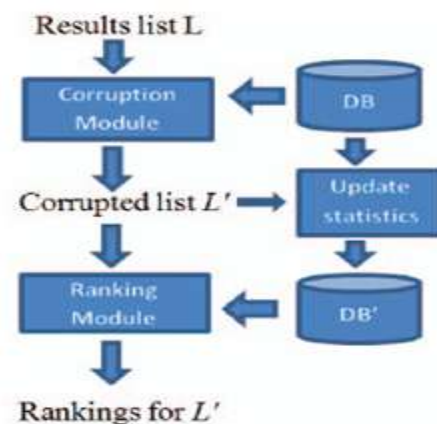 Results list L
Corruption
Module
DB
Corrupted list L'
Update
statistics
Ranking
Module
DB'
Rankings for L'